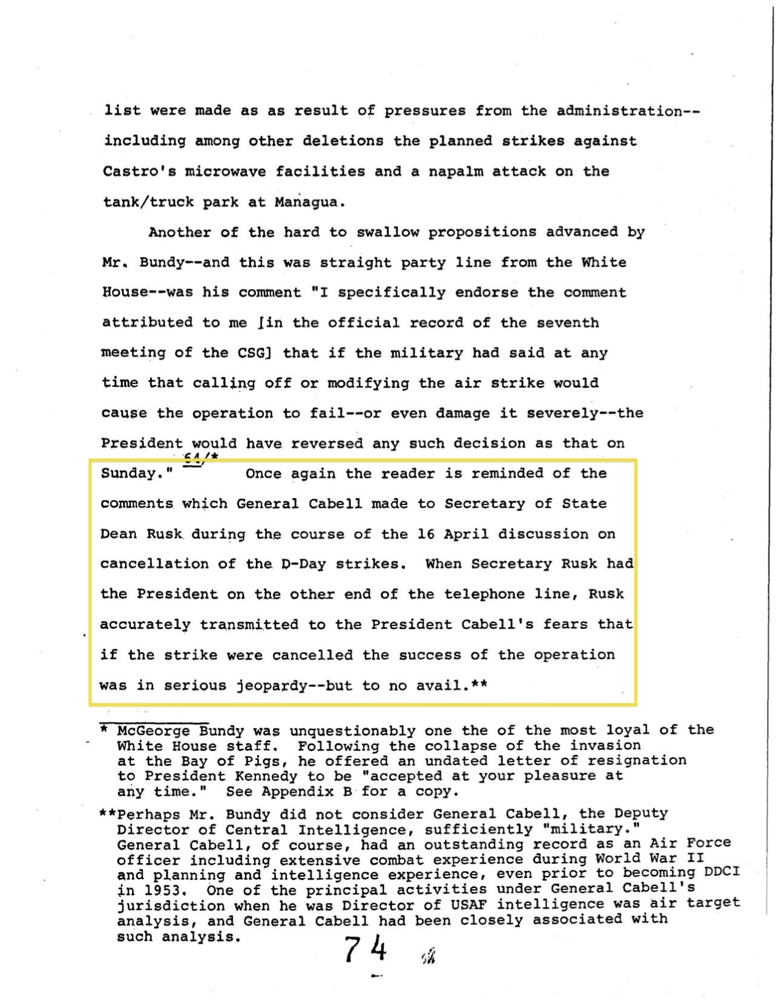 list were made as as result of pressures from the administration--
including among other deletions the planned strikes against
Castro's microwave facilities and a napalm attack on the
tank/truck park at Managua.
Another of the hard to swallow propositions advanced by
Mr. Bundy--and this was straight party line from the White
House--was his comment "I specifically endorse the comment
attributed to me [in the official record of the seventh
meeting of the CSG] that if the military had said at any
time that calling off or modifying the air strike would
cause the operation to fail--or even damage it severely--the
President would have reversed any such decision as that on
Sunday." 64/* Once again the reader is reminded of the
comments which General Cabell made to Secretary of State
Dean Rusk during the course of the 16 April discussion on
cancellation of the D-Day strikes. When Secretary Rusk had
the President on the other end of the telephone line, Rusk
accurately transmitted to the President Cabell's fears that
if the strike were cancelled the success of the operation
was in serious jeopardy--but to no avail.**
* McGeorge Bundy was unquestionably one the of the most loyal of the
White House staff. Following the collapse of the invasion
at the Bay of Pigs, he offered an undated letter of resignation
to President Kennedy to be "accepted at your pleasure at
any time." See Appendix B for a copy.
**Perhaps Mr. Bundy did not consider General Cabell, the Deputy
Director of Central Intelligence, sufficiently "military."
General Cabell, of course, had an outstanding record as an Air Force
officer including extensive combat experience during World War II
and planning and intelligence experience, even prior to becoming DDCI
in 1953. One of the principal activities under General Cabell's
jurisdiction when he was Director of USAF intelligence was air target
analysis, and General Cabell had been closely associated with
such analysis.
74